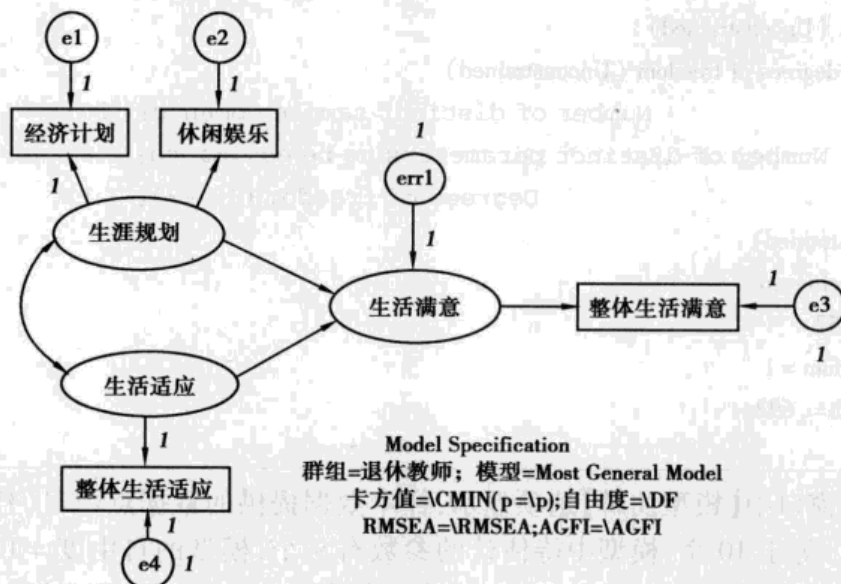 e1
e2
1
1
经济计划
休闲娱乐
1
1
err1
生涯规划
1
生活满意
1
整体生活满意
e3
1
生活适应
1
Model Specification
群组=退休教师；模型=Most General Model
整体生活适应
卡方值=\CMIN(p=\p);自由度=\DF
1
RMSEA=\RMSEA;AGFI=\AGFI
e4
1